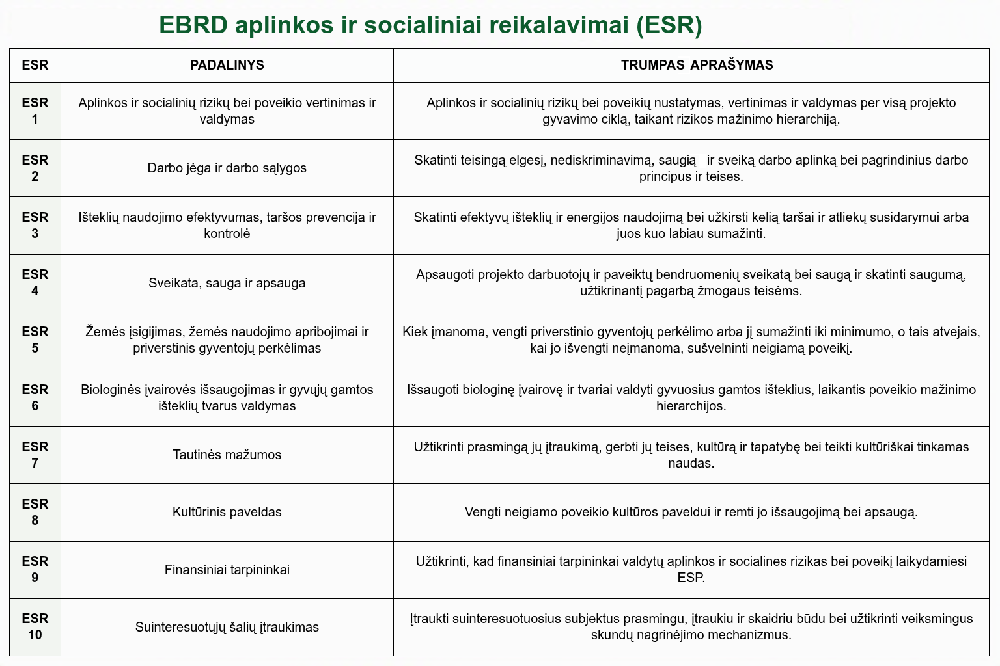 EBRD aplinkos ir socialiniai reikalavimai (ESR)
ESR
PADALINYS
TRUMPAS APRAŠYMAS
ESR
1
Aplinkos ir socialinių rizikų bei poveikio vertinimas ir
valdymas
Aplinkos ir socialinių rizikų bei poveikių nustatymas, vertinimas ir valdymas per visą projekto
gyvavimo ciklą, taikant rizikos mažinimo hierarchiją.
ESR
2
Darbo jėga ir darbo sąlygos
Skatinti teisingą elgesį, nediskriminavimą, saugią ir sveiką darbo aplinką bei pagrindinius darbo
principus ir teises.
ESR
3
Išteklių naudojimo efektyvumas, taršos prevencija ir
kontrolė
Skatinti efektyvų išteklių ir energijos naudojimą bei užkirsti kelią taršai ir atliekų susidarymui arba
juos kuo labiau sumažinti.
ESR
4
Sveikata, sauga ir apsauga
Apsaugoti projekto darbuotojų ir paveiktų bendruomenių sveikatą bei saugą ir skatinti saugumą,
užtikrinantį pagarbą žmogaus teisėms.
ESR
5
Žemės įsigijimas, žemės naudojimo apribojimai ir
priverstinis gyventojų perkėlimas
Kiek įmanoma, vengti priverstinio gyventojų perkėlimo arba jį sumažinti iki minimumo, o tais atvejais,
kai jo išvengti neįmanoma, sušvelninti neigiamą poveikį.
ESR
6
Biologinės įvairovės išsaugojimas ir gyvųjų gamtos
išteklių tvarus valdymas
Išsaugoti biologinę įvairovę ir tvariai valdyti gyvuosius gamtos išteklius, laikantis poveikio mažinimo
hierarchijos.
ESR
7
Tautinės mažumos
Užtikrinti prasmingą jų įtraukimą, gerbti jų teises, kultūrą ir tapatybę bei teikti kultūriškai tinkamas
naudas.
ESR
8
Kultūrinis paveldas
Vengti neigiamo poveikio kultūros paveldui ir remti jo išsaugojimą bei apsaugą.
ESR
9
Finansiniai tarpininkai
Užtikrinti, kad finansiniai tarpininkai valdytų aplinkos ir socialines rizikas bei poveikį laikydamiesi
ESP.
ESR
10
Suinteresuotųjų šalių įtraukimas
Įtraukti suinteresuotuosius subjektus prasmingu, įtraukiu ir skaidriu būdu bei užtikrinti veiksmingus
skundų nagrinėjimo mechanizmus.